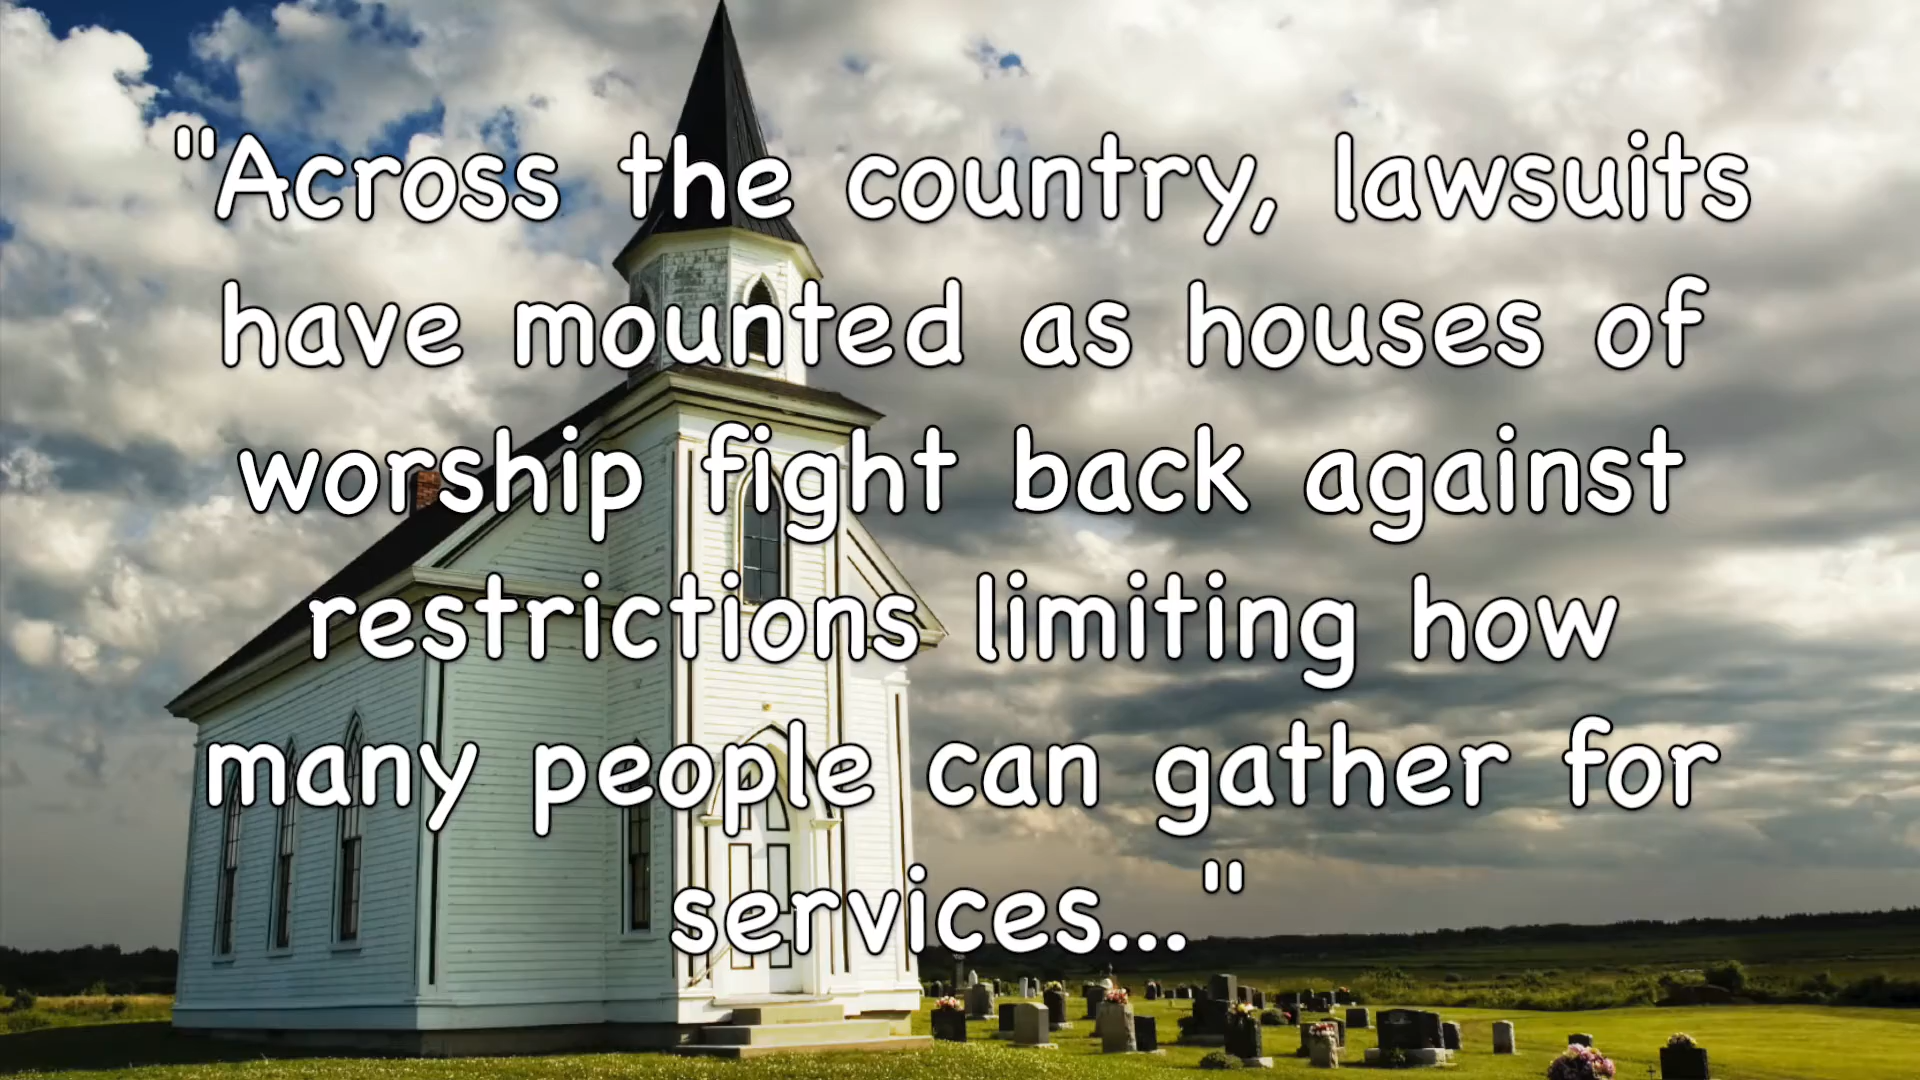 "Across the country, lawsuits
have mounted as houses of
worship fight back against
restrictions limiting how
many people can gather for
services..."